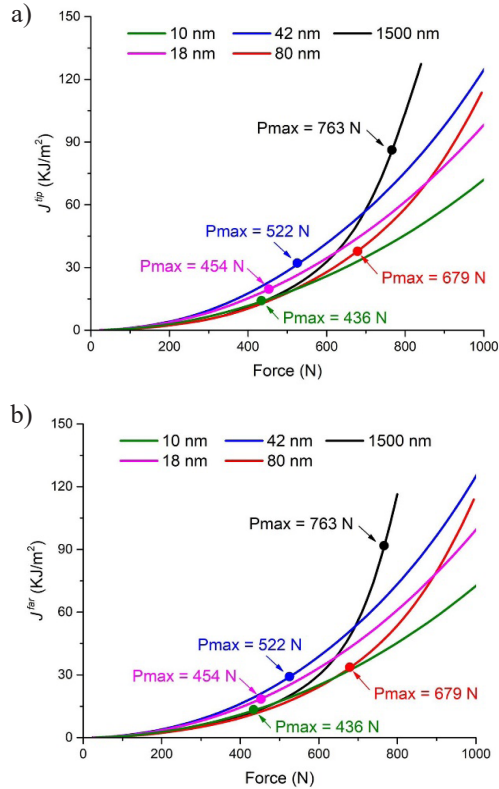 a)
150
120
90
60
30
0
J^tip (KJ/m²)
10 nm 42 nm 1500 nm
18 nm 80 nm
Pmax = 763 N
Pmax = 522 N
Pmax = 454 N
Pmax = 679 N
Pmax = 436 N
0 200 400 600 800 1000
Force (N)
b)
150
120
90
60
30
0
J^far (KJ/m²)
10 nm 42 nm 1500 nm
18 nm 80 nm
Pmax = 763 N
Pmax = 522 N
Pmax = 454 N
Pmax = 679 N
Pmax = 436 N
0 200 400 600 800 1000
Force (N)